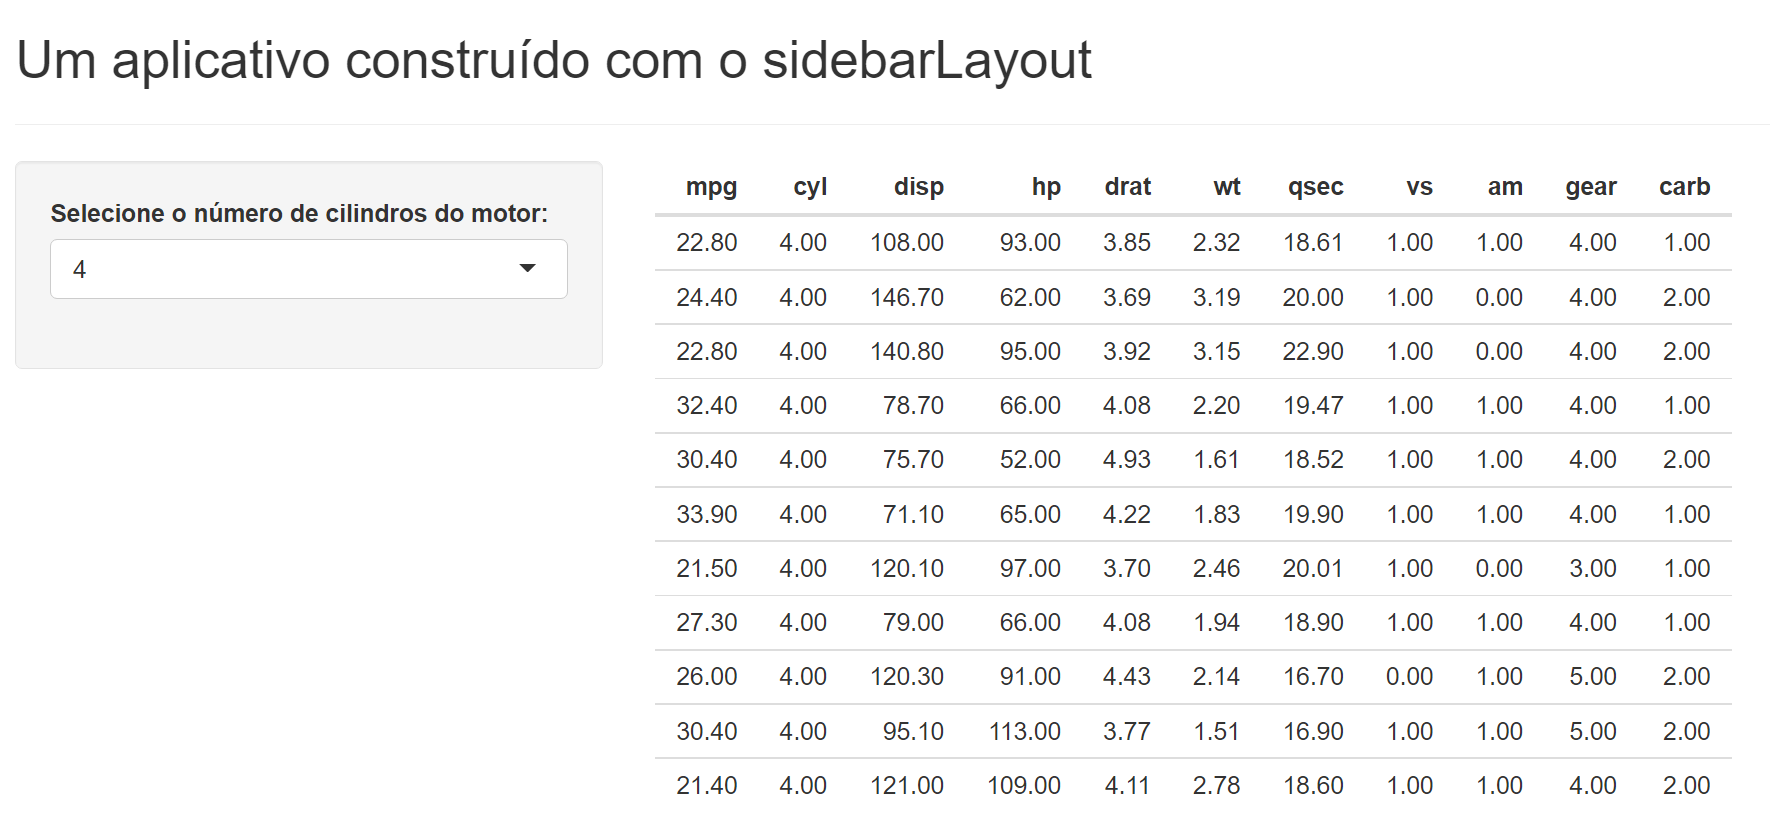 Um aplicativo construído com o sidebarLayout
Selecione o número de cilindros do motor:
4
mpg cyl disp hp drat wt qsec vs am gear carb
22.80 4.00 108.00 93.00 3.85 2.32 18.61 1.00 1.00 4.00 1.00
24.40 4.00 146.70 62.00 3.69 3.19 20.00 1.00 0.00 4.00 2.00
22.80 4.00 140.80 95.00 3.92 3.15 22.90 1.00 0.00 4.00 2.00
32.40 4.00 78.70 66.00 4.08 2.20 19.47 1.00 1.00 4.00 1.00
30.40 4.00 75.70 52.00 4.93 1.61 18.52 1.00 1.00 4.00 2.00
33.90 4.00 71.10 65.00 4.22 1.83 19.90 1.00 1.00 4.00 1.00
21.50 4.00 120.10 97.00 3.70 2.46 20.01 1.00 0.00 3.00 1.00
27.30 4.00 79.00 66.00 4.08 1.94 18.90 1.00 1.00 4.00 1.00
26.00 4.00 120.30 91.00 4.43 2.14 16.70 0.00 1.00 5.00 2.00
30.40 4.00 95.10 113.00 3.77 1.51 16.90 1.00 1.00 5.00 2.00
21.40 4.00 121.00 109.00 4.11 2.78 18.60 1.00 1.00 4.00 2.00